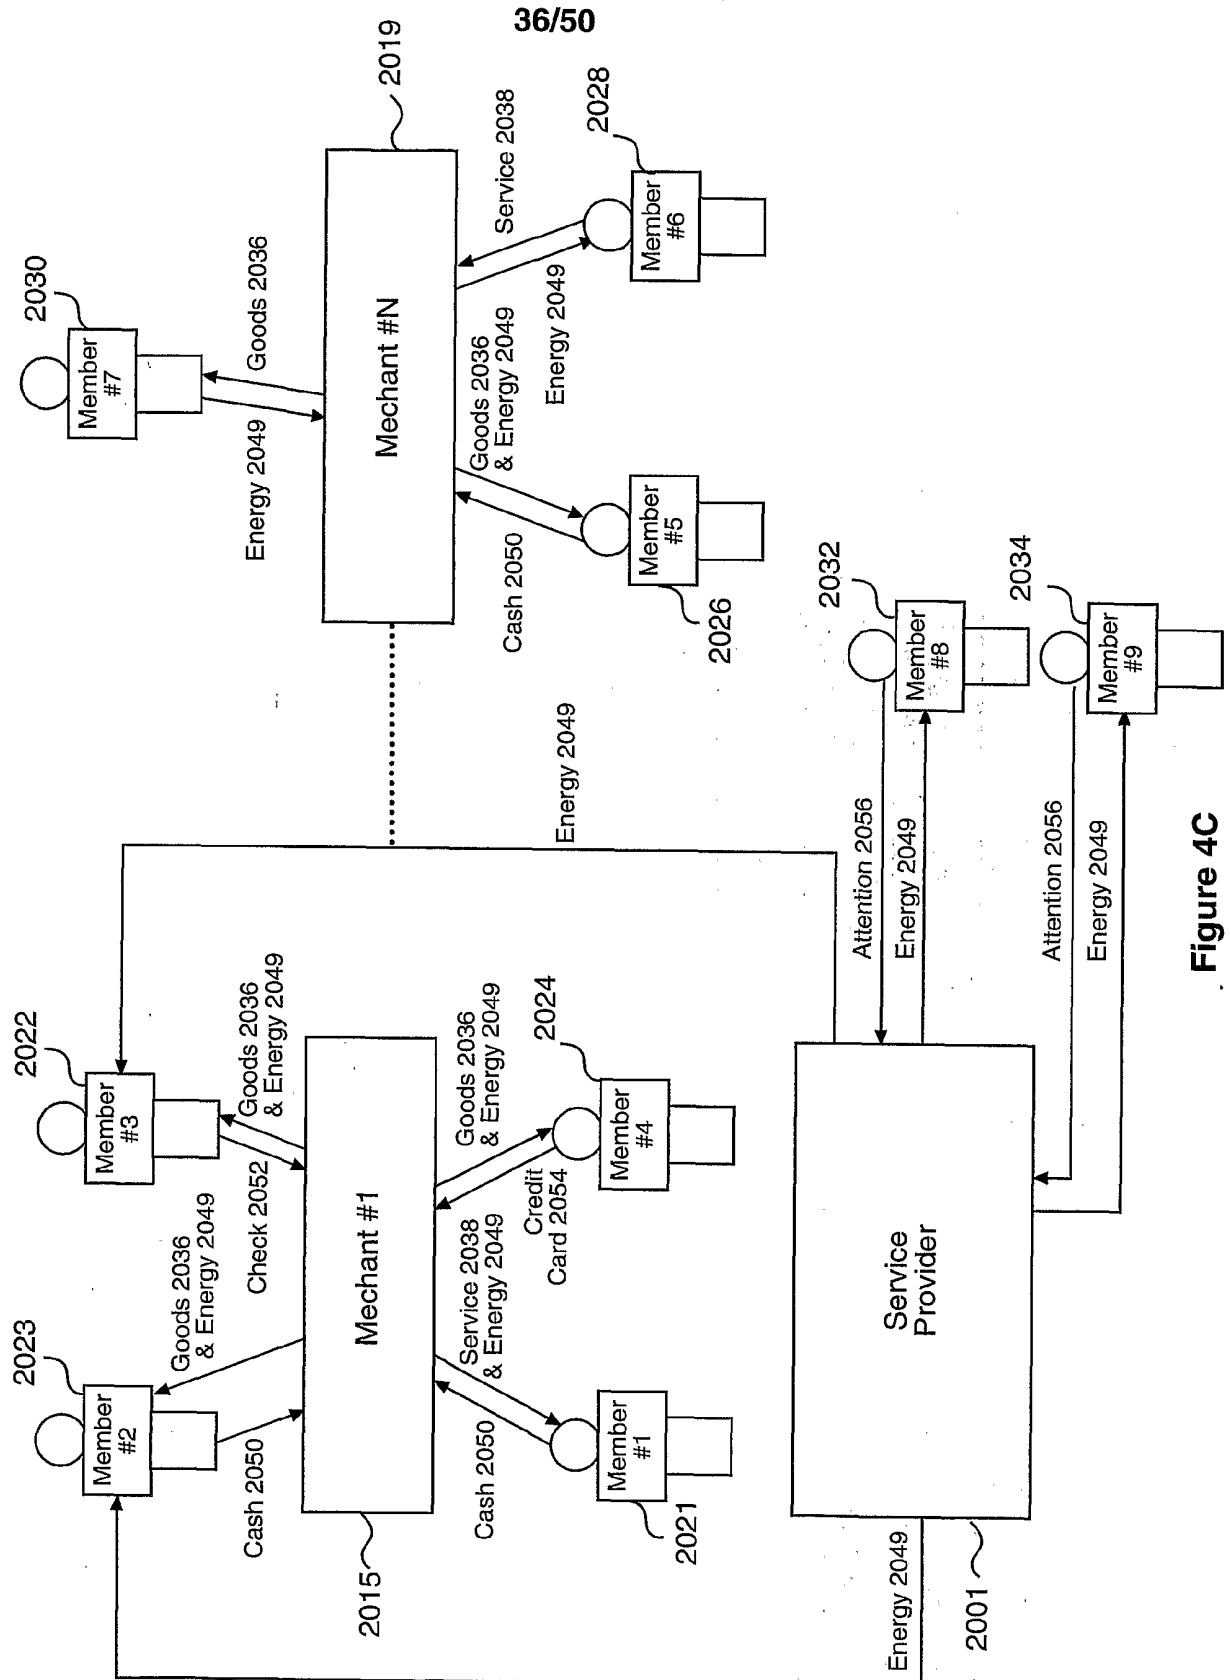 36/50
2023
Member
#2
Goods 2036
& Energy 2049
Cash 2050
2022
Member
#3
Goods 2036
& Energy 2049
Check 2052
2015
Mechant #1
Cash 2050
Service 2038
& Energy 2049
Credit
Card 2054
Goods 2036
& Energy 2049
2021
Member
#1
2024
Member
#4
Energy 2049
2030
Member
#7
Energy 2049
Goods 2036
Mechant #N
2019
Cash 2050
Goods 2036
& Energy 2049
Energy 2049
Service 2038
2026
Member
#5
2028
Member
#6
Energy 2049
2001
Service
Provider
Attention 2056
Energy 2049
2032
Member
#8
Attention 2056
Energy 2049
2034
Member
#9
Figure 4C